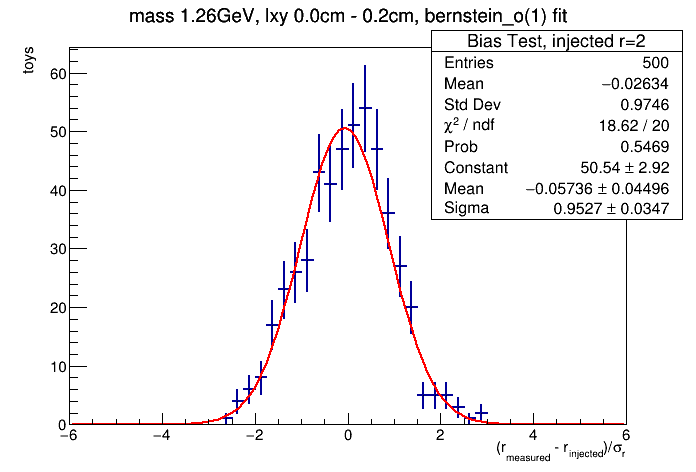 mass 1.26GeV, lxy 0.0cm - 0.2cm, bernstein_o(1) fit
Bias Test, injected r=2
Entries 500
Mean −0.02634
Std Dev 0.9746
χ² / ndf 18.62 / 20
Prob 0.5469
Constant 50.54 ± 2.92
Mean −0.05736 ± 0.04496
Sigma 0.9527 ± 0.0347
toys
60
50
40
30
20
10
0
−6 −4 −2 0 2 4 6
(r_measured - r_injected)/σ_r